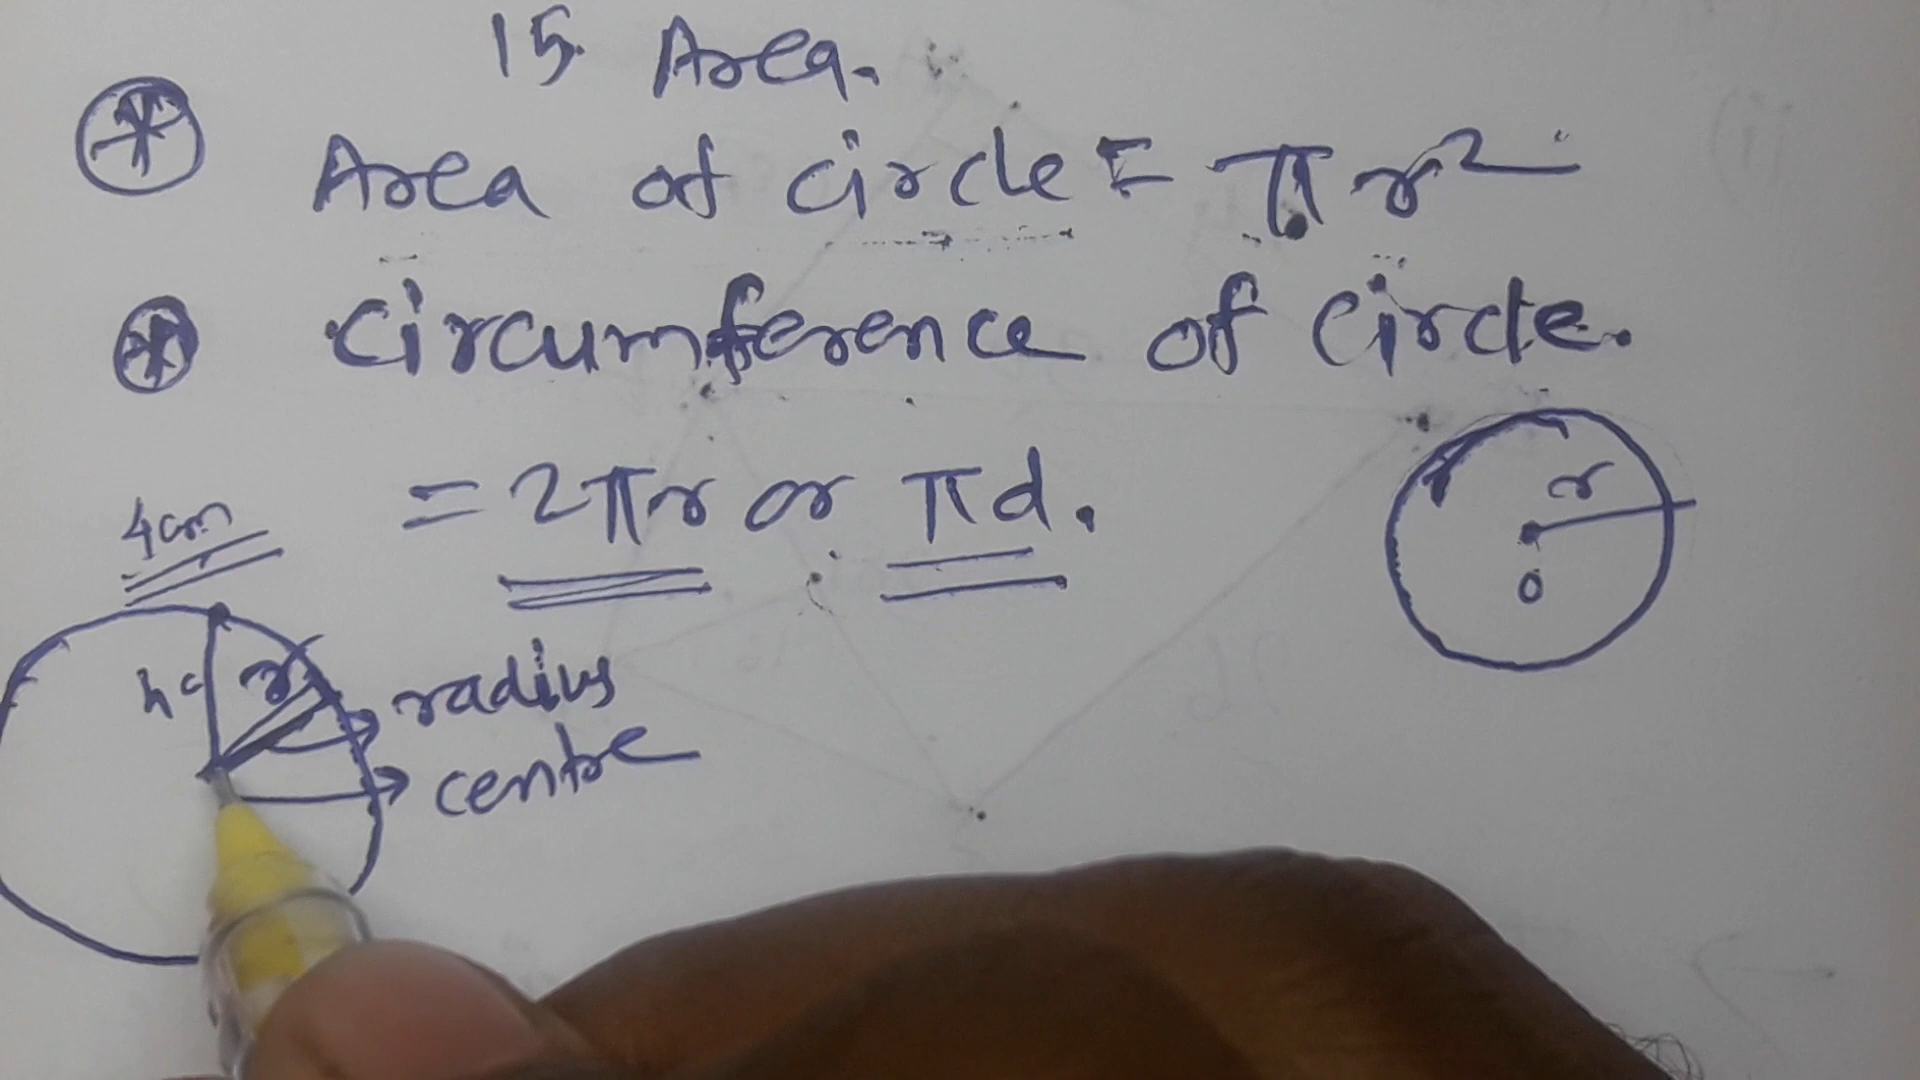 15. Area.
Area of circle = πr²
Circumference of circle.
= 2πr or πd.
4cm
r
o
r
radius
centre